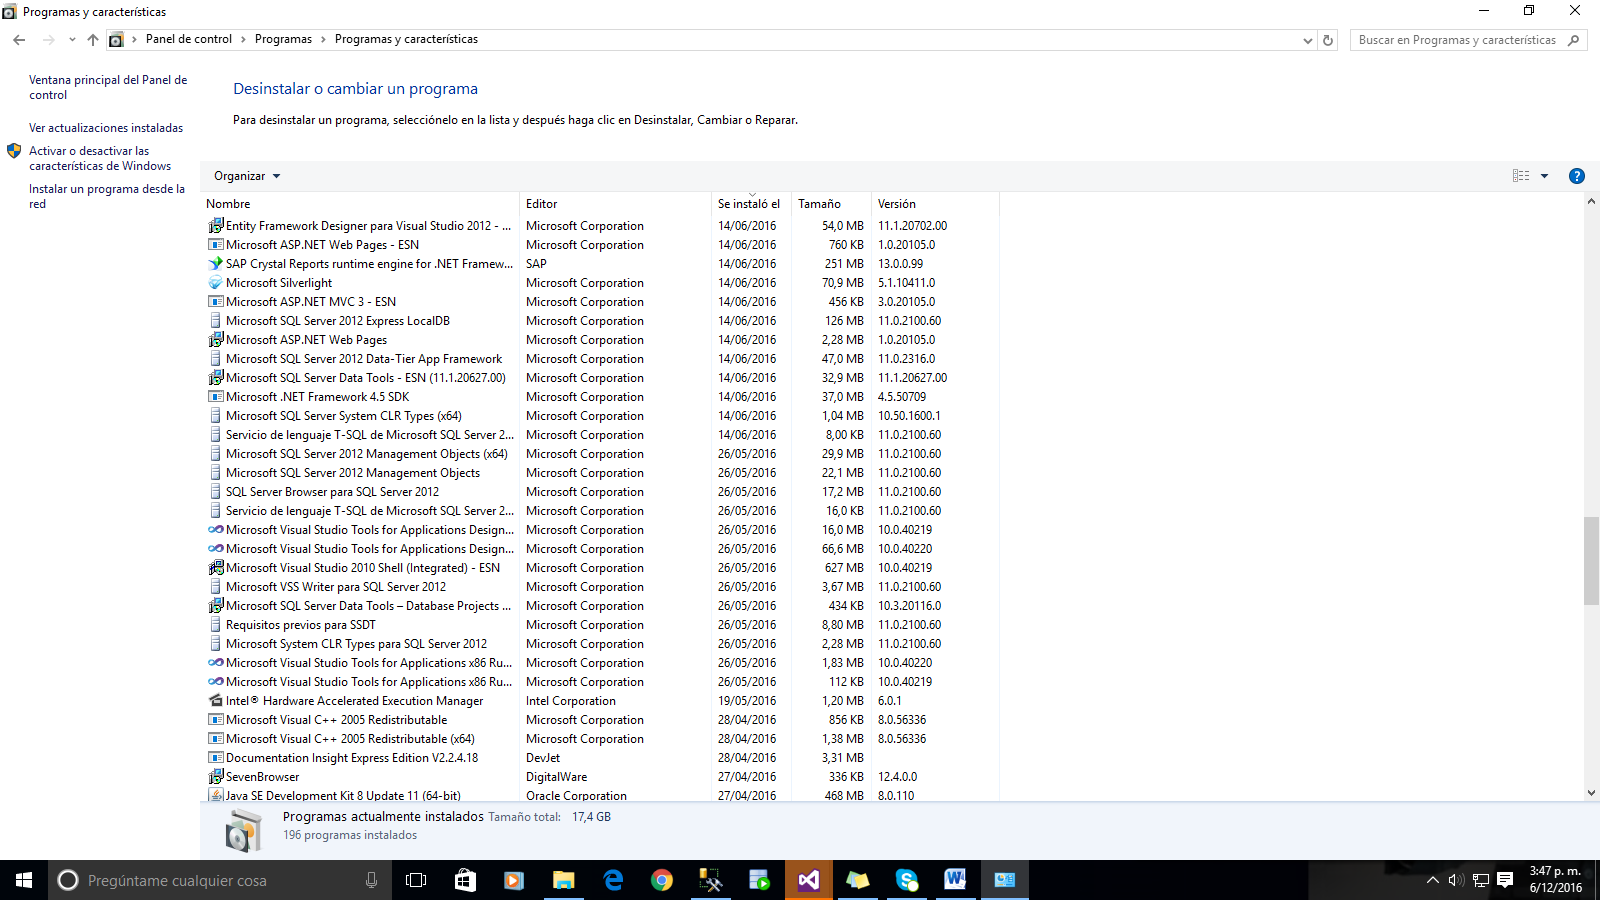 Programas y características
Panel de control > Programas > Programas y características
Buscar en Programas y características
Ventana principal del Panel de
control
Ver actualizaciones instaladas
Activar o desactivar las
características de Windows
Instalar un programa desde la
red
Desinstalar o cambiar un programa
Para desinstalar un programa, selecciónelo en la lista y después haga clic en Desinstalar, Cambiar o Reparar.
Organizar
Nombre Editor Se instaló el Tamaño Versión
Entity Framework Designer para Visual Studio 2012 - ... Microsoft Corporation 14/06/2016 54,0 MB 11.1.20702.00
Microsoft ASP.NET Web Pages - ESN Microsoft Corporation 14/06/2016 760 KB 1.0.20105.0
SAP Crystal Reports runtime engine for .NET Framew... SAP 14/06/2016 251 MB 13.0.0.99
Microsoft Silverlight Microsoft Corporation 14/06/2016 70,9 MB 5.1.10411.0
Microsoft ASP.NET MVC 3 - ESN Microsoft Corporation 14/06/2016 456 KB 3.0.20105.0
Microsoft SQL Server 2012 Express LocalDB Microsoft Corporation 14/06/2016 126 MB 11.0.2100.60
Microsoft ASP.NET Web Pages Microsoft Corporation 14/06/2016 2,28 MB 1.0.20105.0
Microsoft SQL Server 2012 Data-Tier App Framework Microsoft Corporation 14/06/2016 47,0 MB 11.0.2316.0
Microsoft SQL Server Data Tools - ESN (11.1.20627.00) Microsoft Corporation 14/06/2016 32,9 MB 11.1.20627.00
Microsoft .NET Framework 4.5 SDK Microsoft Corporation 14/06/2016 37,0 MB 4.5.50709
Microsoft SQL Server System CLR Types (x64) Microsoft Corporation 14/06/2016 1,04 MB 10.50.1600.1
Servicio de lenguaje T-SQL de Microsoft SQL Server 2... Microsoft Corporation 14/06/2016 8,00 KB 11.0.2100.60
Microsoft SQL Server 2012 Management Objects (x64) Microsoft Corporation 26/05/2016 29,9 MB 11.0.2100.60
Microsoft SQL Server 2012 Management Objects Microsoft Corporation 26/05/2016 22,1 MB 11.0.2100.60
SQL Server Browser para SQL Server 2012 Microsoft Corporation 26/05/2016 17,2 MB 11.0.2100.60
Servicio de lenguaje T-SQL de Microsoft SQL Server 2... Microsoft Corporation 26/05/2016 16,0 KB 11.0.2100.60
Microsoft Visual Studio Tools for Applications Design... Microsoft Corporation 26/05/2016 16,0 MB 10.0.40219
Microsoft Visual Studio Tools for Applications Design... Microsoft Corporation 26/05/2016 66,6 MB 10.0.40220
Microsoft Visual Studio 2010 Shell (Integrated) - ESN Microsoft Corporation 26/05/2016 627 MB 10.0.40219
Microsoft VSS Writer para SQL Server 2012 Microsoft Corporation 26/05/2016 3,67 MB 11.0.2100.60
Microsoft SQL Server Data Tools – Database Projects ... Microsoft Corporation 26/05/2016 434 KB 10.3.20116.0
Requisitos previos para SSDT Microsoft Corporation 26/05/2016 8,80 MB 11.0.2100.60
Microsoft System CLR Types para SQL Server 2012 Microsoft Corporation 26/05/2016 2,28 MB 11.0.2100.60
Microsoft Visual Studio Tools for Applications x86 Ru... Microsoft Corporation 26/05/2016 1,83 MB 10.0.40220
Microsoft Visual Studio Tools for Applications x86 Ru... Microsoft Corporation 26/05/2016 112 KB 10.0.40219
Intel® Hardware Accelerated Execution Manager Intel Corporation 19/05/2016 1,20 MB 6.0.1
Microsoft Visual C++ 2005 Redistributable Microsoft Corporation 28/04/2016 856 KB 8.0.56336
Microsoft Visual C++ 2005 Redistributable (x64) Microsoft Corporation 28/04/2016 1,38 MB 8.0.56336
Documentation Insight Express Edition V2.2.4.18 DevJet 28/04/2016 3,31 MB
SevenBrowser DigitalWare 27/04/2016 336 KB 12.4.0.0
Java SE Development Kit 8 Update 11 (64-bit) Oracle Corporation 27/04/2016 468 MB 8.0.110
Programas actualmente instalados Tamaño total: 17,4 GB
196 programas instalados
Pregúntame cualquier cosa
3:47 p. m.
6/12/2016